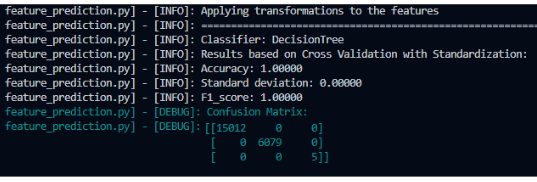 feature_prediction.py] - [INFO]: Applying transformations to the features
feature_prediction.py] - [INFO]: ==================================================
feature_prediction.py] - [INFO]: Classifier: DecisionTree
feature_prediction.py] - [INFO]: Results based on Cross Validation with Standardization:
feature_prediction.py] - [INFO]: Accuracy: 1.00000
feature_prediction.py] - [INFO]: Standard deviation: 0.00000
feature_prediction.py] - [INFO]: F1_score: 1.00000
feature_prediction.py] - [DEBUG]: Confusion Matrix:
feature_prediction.py] - [DEBUG]: [[15012 0 0]
[ 0 6079 0]
[ 0 0 5]]